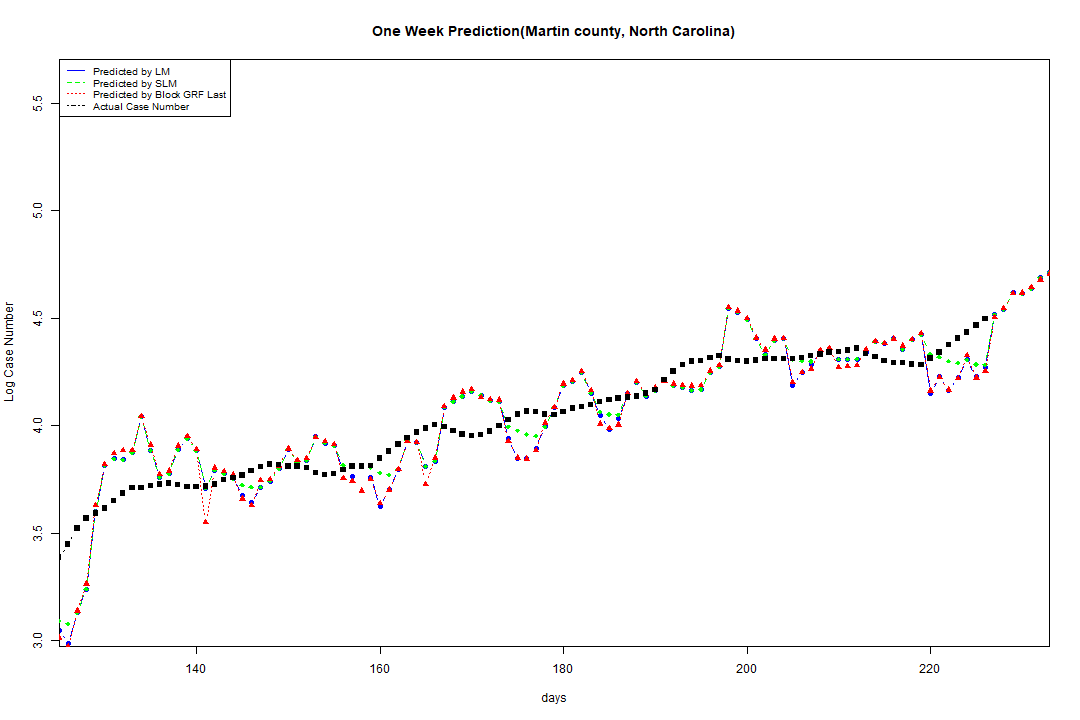 One Week Prediction(Martin county, North Carolina)
Predicted by LM
Predicted by SLM
Predicted by Block GRF Last
Actual Case Number
Log Case Number
5.5
5.0
4.5
4.0
3.5
3.0
140 160 180 200 220
days